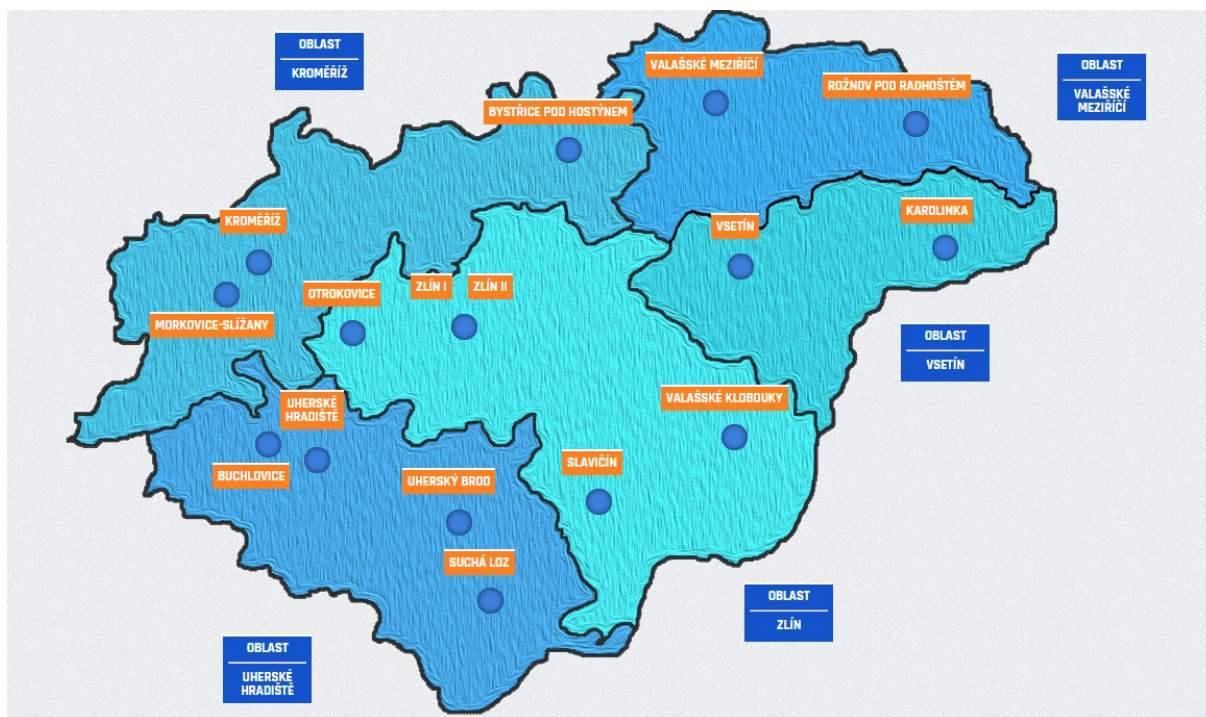 OBLAST
KROMĚŘÍŽ
VALAŠSKÉ MEZIŘÍČÍ
ROŽNOV POD RADHOŠTĚM
OBLAST
VALAŠSKÉ
MEZIŘÍČÍ
BYSTŘICE POD HOSTÝNEM
KROMĚŘÍŽ
VSETÍN
KAROLINKA
OTROKOVICE
ZLÍN I
ZLÍN II
MORKOVICE-SLÍŽANY
OBLAST
VSETÍN
UHERSKÉ
HRADIŠTĚ
VALAŠSKÉ KLOBOUKY
BUCHLOVICE
UHERSKÝ BROD
SLAVIČÍN
SUCHÁ LOZ
OBLAST
ZLÍN
OBLAST
UHERSKÉ
HRADIŠTĚ